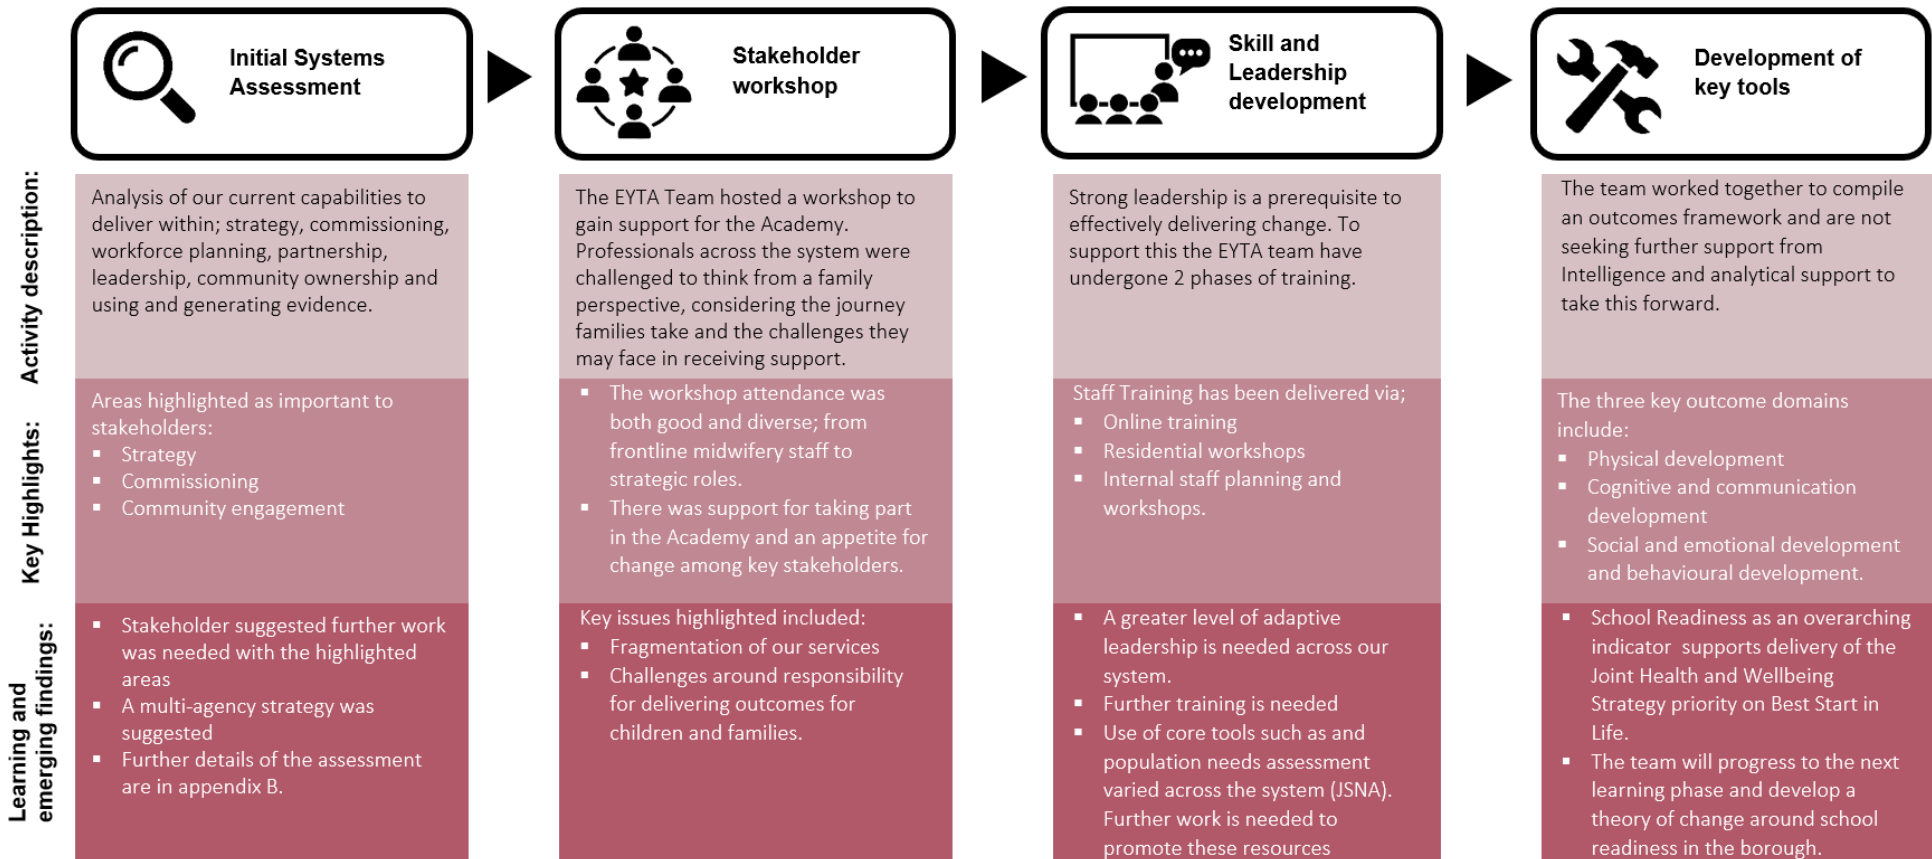 Initial Systems
Assessment
Stakeholder
workshop
Skill and
Leadership
development
Development of
key tools
Activity description:
Analysis of our current capabilities to
deliver within; strategy, commissioning,
workforce planning, partnership,
leadership, community ownership and
using and generating evidence.
The EYTA Team hosted a workshop to
gain support for the Academy.
Professionals across the system were
challenged to think from a family
perspective, considering the journey
families take and the challenges they
may face in receiving support.
Strong leadership is a prerequisite to
effectively delivering change. To
support this the EYTA team have
undergone 2 phases of training.
The team worked together to compile
an outcomes framework and are not
seeking further support from
Intelligence and analytical support to
take this forward.
Key Highlights:
Areas highlighted as important to
stakeholders:
▪ Strategy
▪ Commissioning
▪ Community engagement
▪ The workshop attendance was
both good and diverse; from
frontline midwifery staff to
strategic roles.
▪ There was support for taking part
in the Academy and an appetite for
change among key stakeholders.
Staff Training has been delivered via;
▪ Online training
▪ Residential workshops
▪ Internal staff planning and
workshops.
The three key outcome domains
include:
▪ Physical development
▪ Cognitive and communication
development
▪ Social and emotional development
and behavioural development.
Learning and
emerging findings:
▪ Stakeholder suggested further work
was needed with the highlighted
areas
▪ A multi-agency strategy was
suggested
▪ Further details of the assessment
are in appendix B.
Key issues highlighted included:
▪ Fragmentation of our services
▪ Challenges around responsibility
for delivering outcomes for
children and families.
▪ A greater level of adaptive
leadership is needed across our
system.
▪ Further training is needed
▪ Use of core tools such as and
population needs assessment
varied across the system (JSNA).
Further work is needed to
promote these resources
▪ School Readiness as an overarching
indicator supports delivery of the
Joint Health and Wellbeing
Strategy priority on Best Start in
Life.
▪ The team will progress to the next
learning phase and develop a
theory of change around school
readiness in the borough.